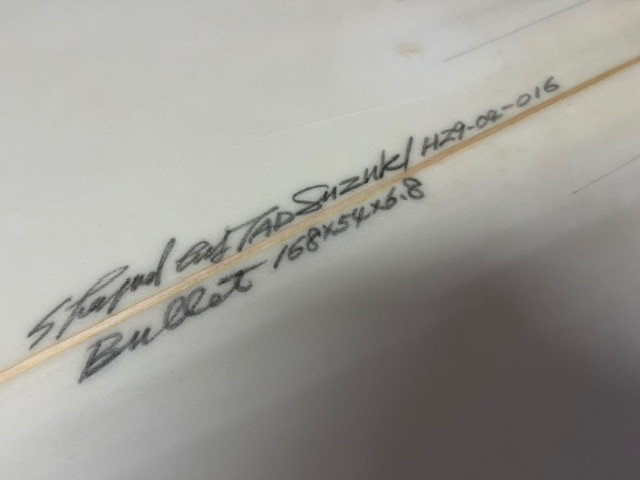 Shaped by TAD Suzuki H29-02-016
Bullet 168x54x6.8